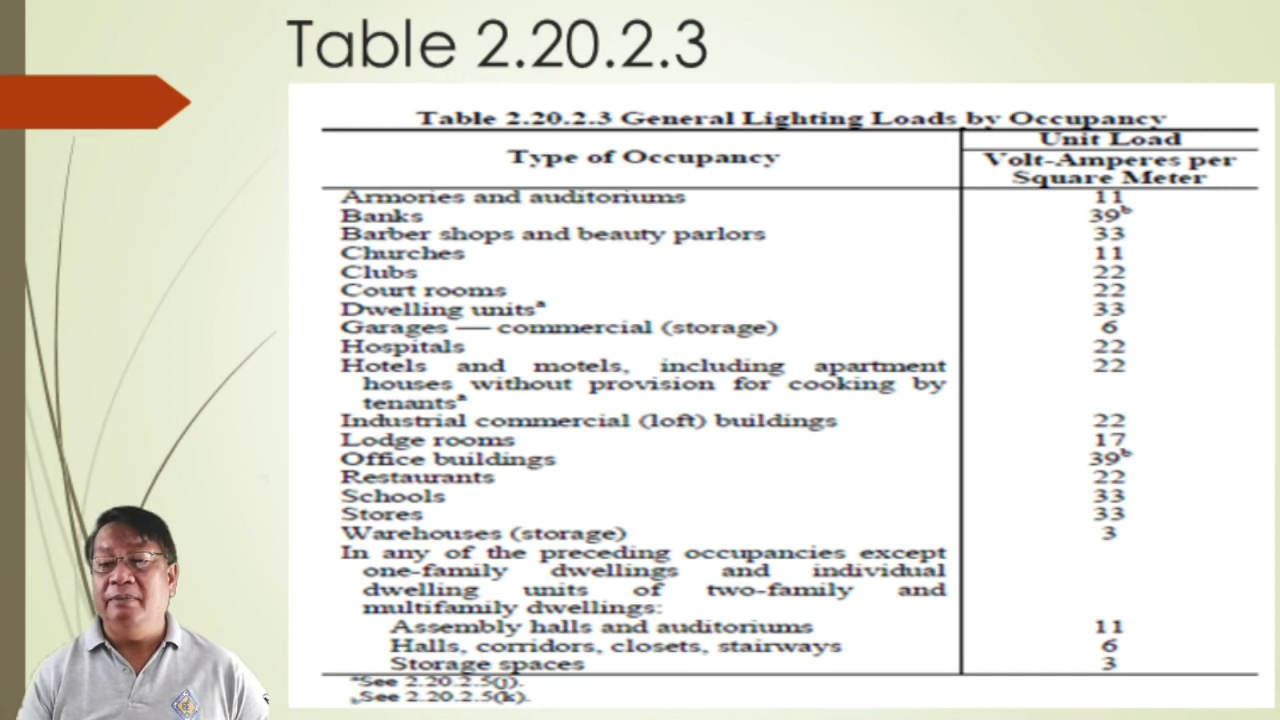 Table 2.20.2.3
Table 2.20.2.3 General Lighting Loads by Occupancy
Type of Occupancy
Unit Load
Volt-Amperes per
Square Meter
Armories and auditoriums 11
Banks 39ᵇ
Barber shops and beauty parlors 33
Churches 11
Clubs 22
Court rooms 22
Dwelling unitsᵃ 33
Garages — commercial (storage) 6
Hospitals 22
Hotels and motels, including apartment 22
houses without provision for cooking by
tenantsᵃ
Industrial commercial (loft) buildings 22
Lodge rooms 17
Office buildings 39ᵇ
Restaurants 22
Schools 33
Stores 33
Warehouses (storage) 3
In any of the preceding occupancies except
one-family dwellings and individual
dwelling units of two-family and
multifamily dwellings:
Assembly halls and auditoriums 11
Halls, corridors, closets, stairways 6
Storage spaces 3
ᵃSee 2.20.2.5(j).
ᵇSee 2.20.2.5(k).